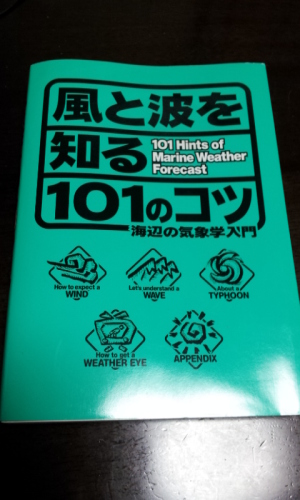 風と波を
知る
101 Hints of
Marine Weather
Forecast
101のコツ
海辺の気象学入門
How to expect a
WIND
Let's understand a
WAVE
About a
TYPHOON
How to get a
WEATHER EYE
APPENDIX